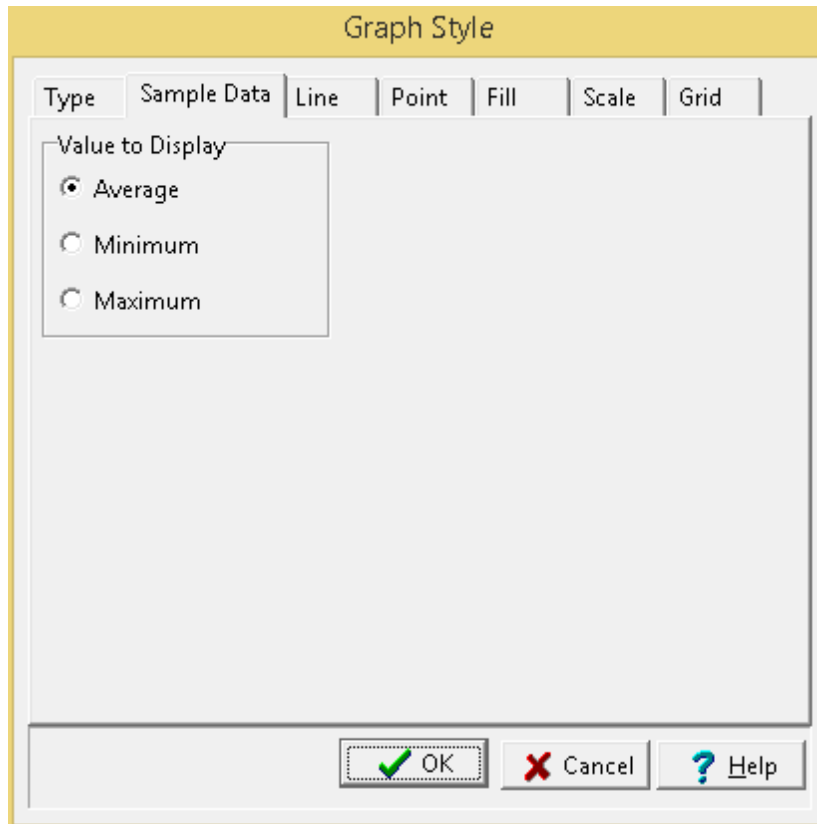 Graph Style
Type Sample Data Line Point Fill Scale Grid
Value to Display
Average
Minimum
Maximum
OK Cancel Help